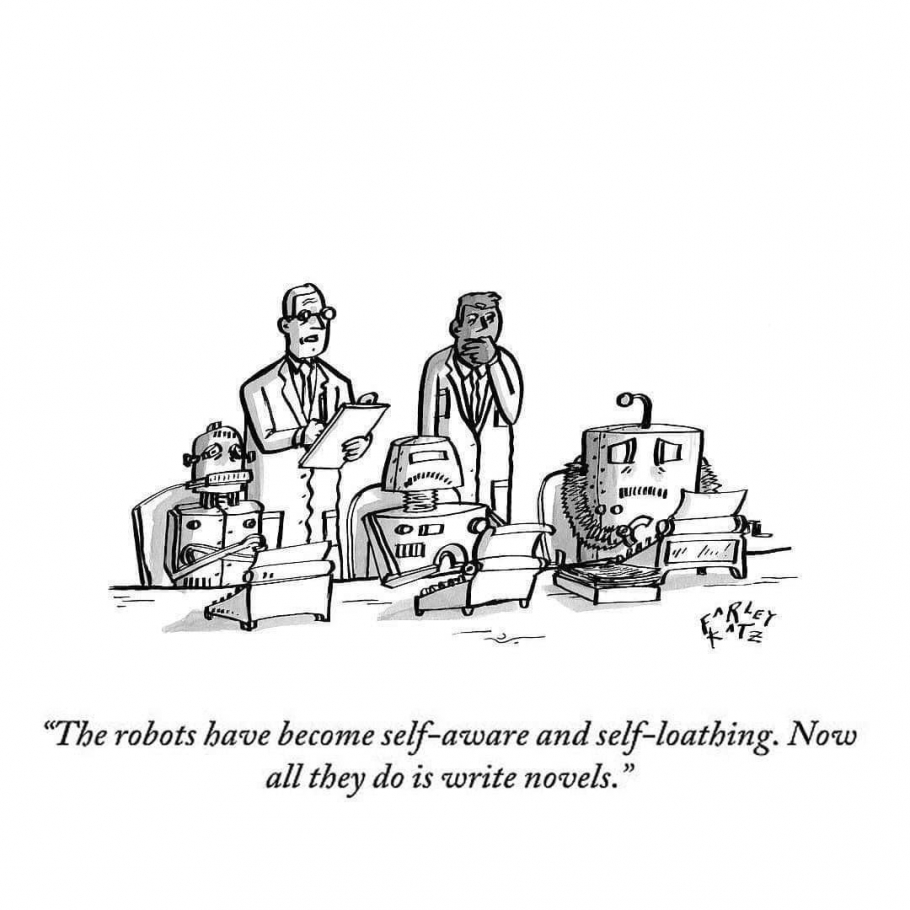 FARLEY
KATZ
“The robots have become self-aware and self-loathing. Now
all they do is write novels.”